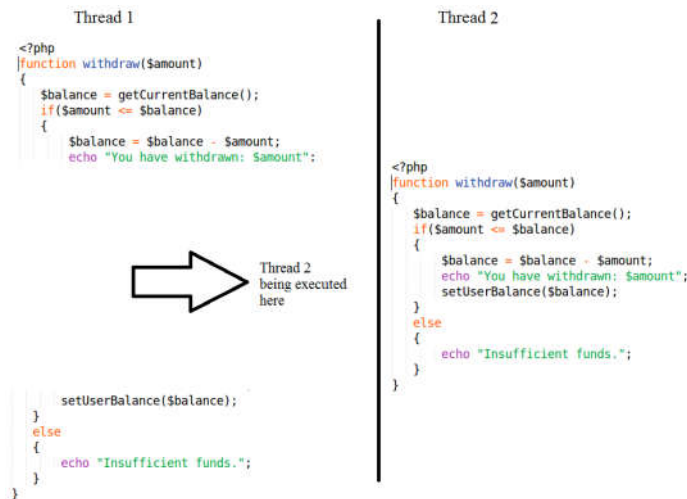 Thread 1
<?php
function withdraw($amount)
{
$balance = getCurrentBalance();
if($amount <= $balance)
{
$balance = $balance - $amount;
echo "You have withdrawn: $amount";
Thread 2
being executed
here
setUserBalance($balance);
}
else
{
echo "Insufficient funds.";
}
}
Thread 2
<?php
function withdraw($amount)
{
$balance = getCurrentBalance();
if($amount <= $balance)
{
$balance = $balance - $amount;
echo "You have withdrawn: $amount";
setUserBalance($balance);
}
else
{
echo "Insufficient funds.";
}
}